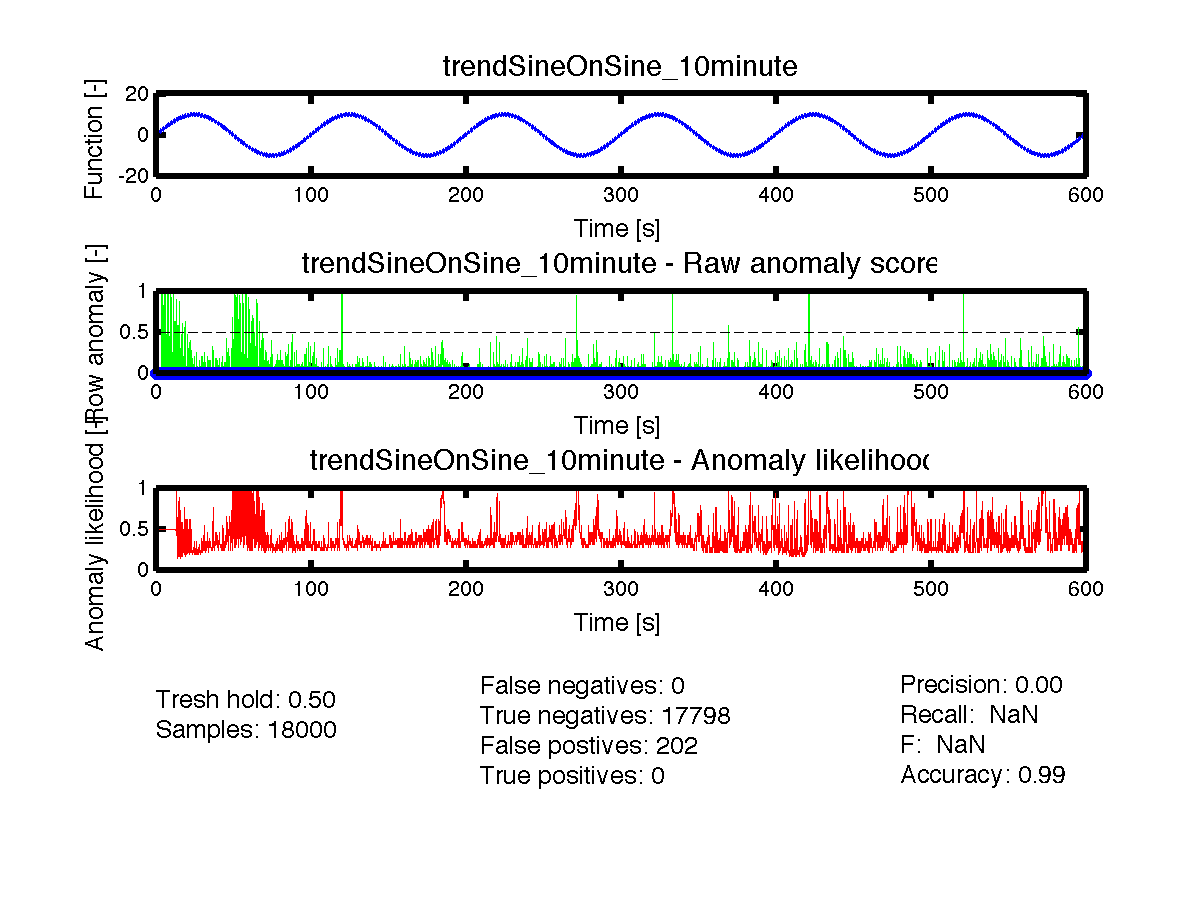 trendSineOnSine_10minute
Function [-]
20
0
-20
0 100 200 300 400 500 600
Time [s]
trendSineOnSine_10minute - Raw anomaly score
Row anomaly [-]
1
0.5
0
0 100 200 300 400 500 600
Time [s]
trendSineOnSine_10minute - Anomaly likelihood
Anomaly likelihood [-]
1
0.5
0
0 100 200 300 400 500 600
Time [s]
Tresh hold: 0.50
Samples: 18000
False negatives: 0
True negatives: 17798
False postives: 202
True positives: 0
Precision: 0.00
Recall: NaN
F: NaN
Accuracy: 0.99